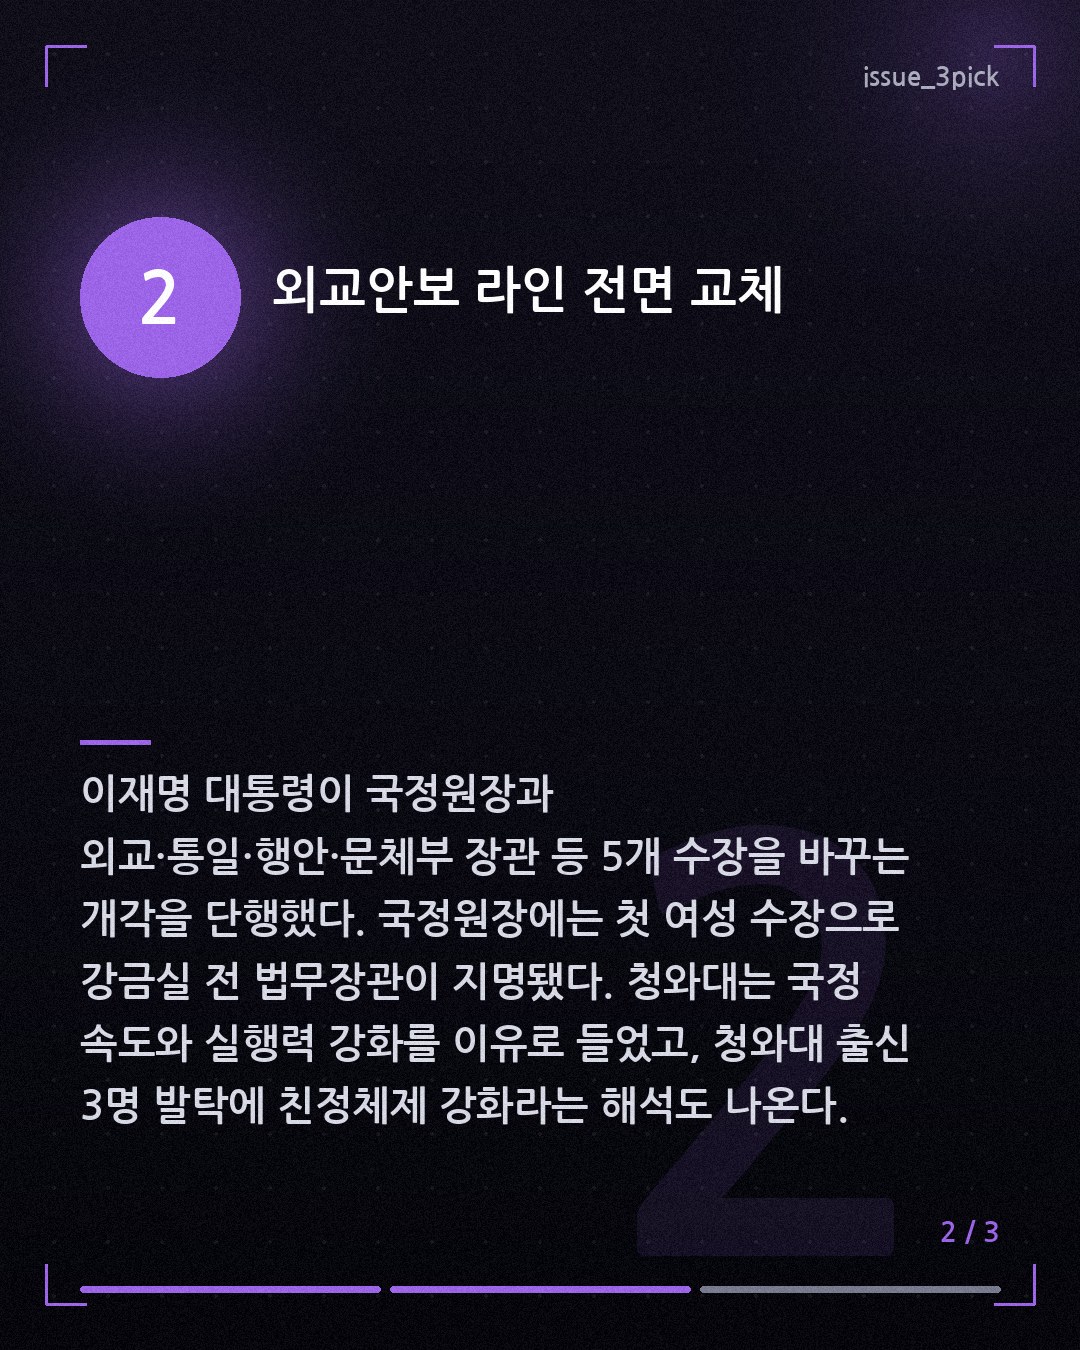 issue_3pick
2
외교안보 라인 전면 교체
이재명 대통령이 국정원장과
외교·통일·행안·문체부 장관 등 5개 수장을 바꾸는
개각을 단행했다. 국정원장에는 첫 여성 수장으로
강금실 전 법무장관이 지명됐다. 청와대는 국정
속도와 실행력 강화를 이유로 들었고, 청와대 출신
3명 발탁에 친정체제 강화라는 해석도 나온다.
2
2 / 3